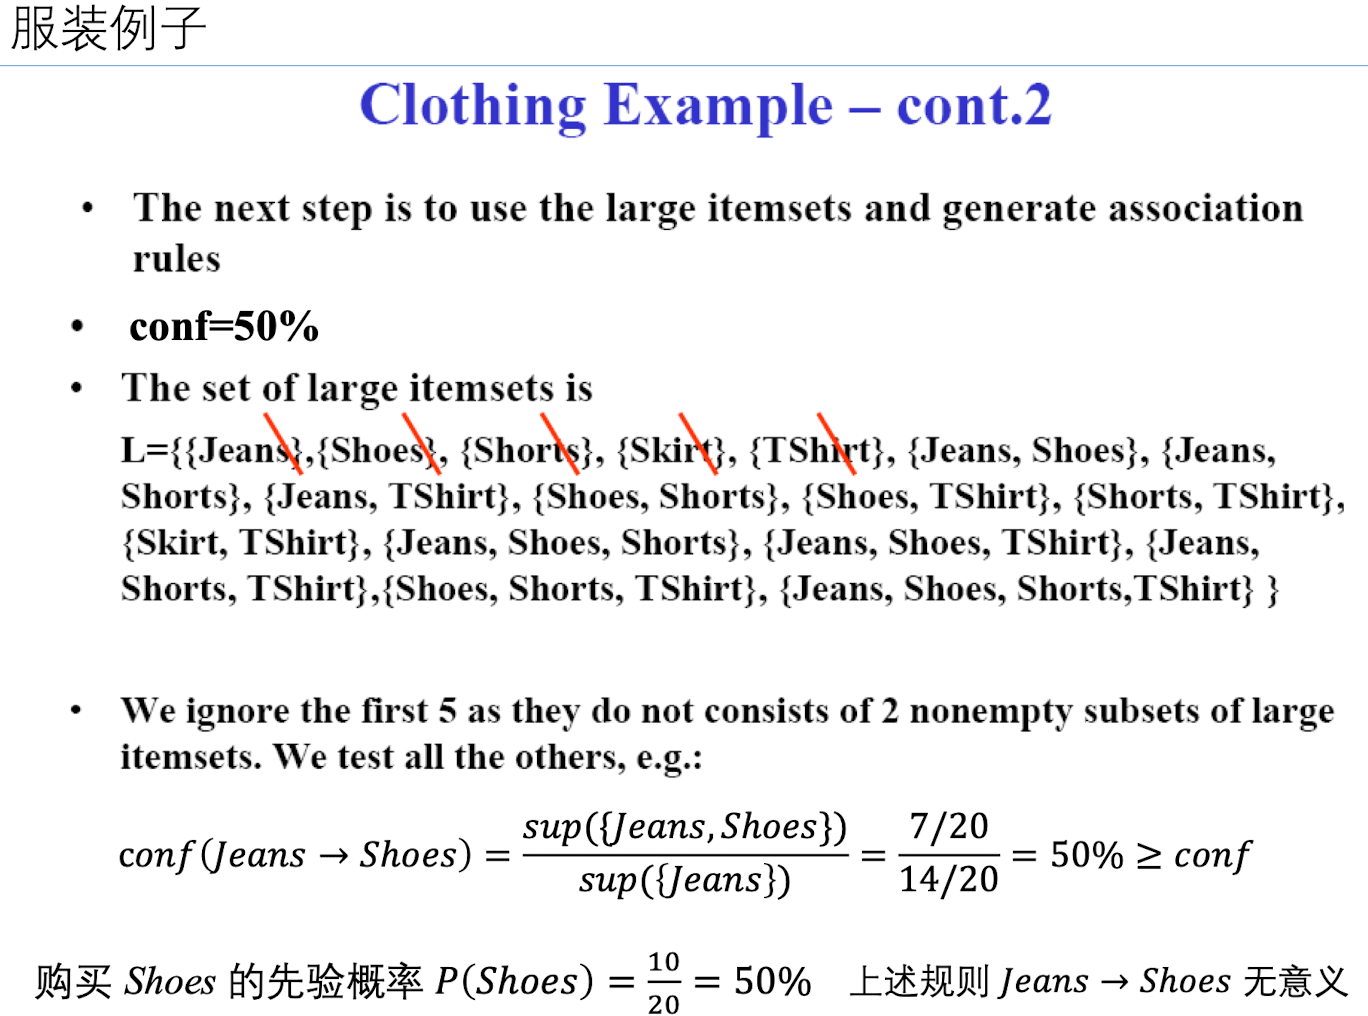 服装例子
Clothing Example – cont.2
• The next step is to use the large itemsets and generate association
rules
• conf=50%
• The set of large itemsets is
L={{Jeans},{Shoes}, {Shorts}, {Skirt}, {TShirt}, {Jeans, Shoes}, {Jeans,
Shorts}, {Jeans, TShirt}, {Shoes, Shorts}, {Shoes, TShirt}, {Shorts, TShirt},
{Skirt, TShirt}, {Jeans, Shoes, Shorts}, {Jeans, Shoes, TShirt}, {Jeans,
Shorts, TShirt},{Shoes, Shorts, TShirt}, {Jeans, Shoes, Shorts,TShirt} }
• We ignore the first 5 as they do not consists of 2 nonempty subsets of large
itemsets. We test all the others, e.g.:
conf(Jeans → Shoes) = sup({Jeans,Shoes})/sup({Jeans}) = 7/20 / 14/20 = 50% ≥ conf
购买 Shoes 的先验概率 P(Shoes) = 10/20 = 50% 上述规则 Jeans → Shoes 无意义